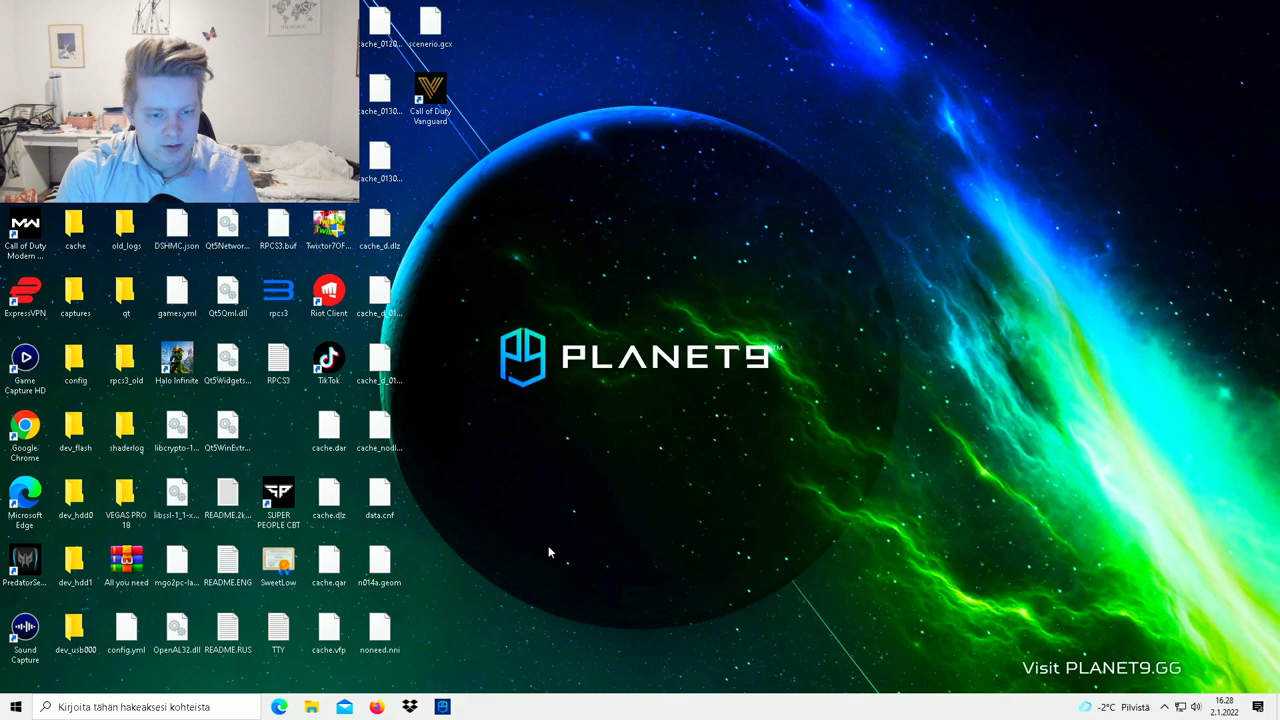 cache_0120...
scenerio.gcx
cache_0130...
Call of Duty
Vanguard
cache_0130...
Call of Duty
Modern ...
cache
old_logs
DSHMC.json
Qt5Networ...
RPCS3.buf
Twixtor7OF...
cache_d.dlz
ExpressVPN
captures
qt
games.yml
Qt5Qml.dll
rpcs3
Riot Client
cache_d_01...
Game
Capture HD
config
rpcs3_old
Halo Infinite
Qt5Widgets...
RPCS3
TikTok
cache_d_01...
PLANET9™
Google
Chrome
dev_flash
shaderlog
libcrypto-1...
Qt5WinExtr...
cache.dar
cache_nodl...
Microsoft
Edge
dev_hdd0
VEGAS PRO
18
libssl-1_1-x...
README.2k...
SUPER
PEOPLE CBT
cache.dlz
data.cnf
PredatorSe...
dev_hdd1
All you need
mgo2pc-la...
README.ENG
SweetLow
cache.qar
n014a.geom
Sound
Capture
dev_usb000
config.yml
OpenAL32.dll
README.RUS
TTY
cache.vfp
noneed.nni
Visit PLANET9.GG
Kirjoita tähän hakeaksesi kohteista
-2°C Pilvistä
16.28
2.1.2022